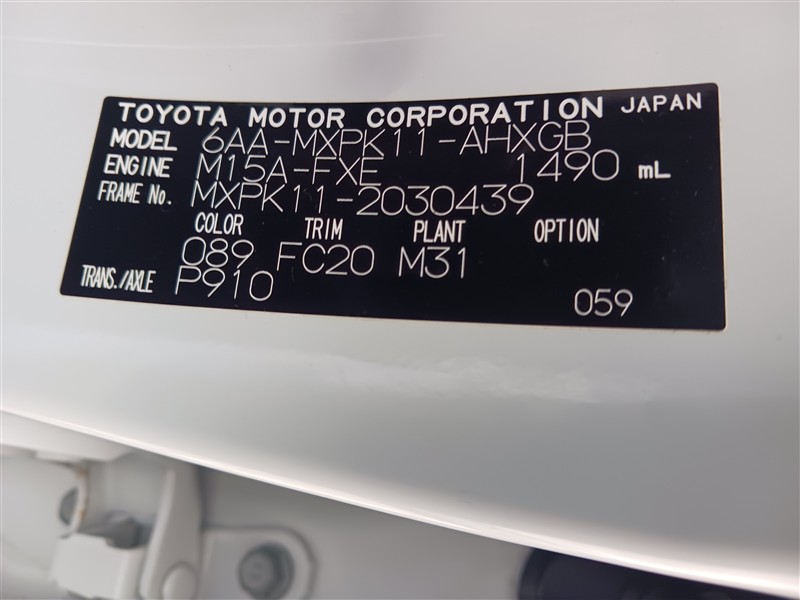 TOYOTA MOTOR CORPORATION JAPAN
MODEL 6AA-MXPK11-AHXGB
ENGINE M15A-FXE 1490 mL
FRAME No. MXPK11-2030439
COLOR TRIM PLANT OPTION
089 FC20 M31
TRANS./AXLE P910
059